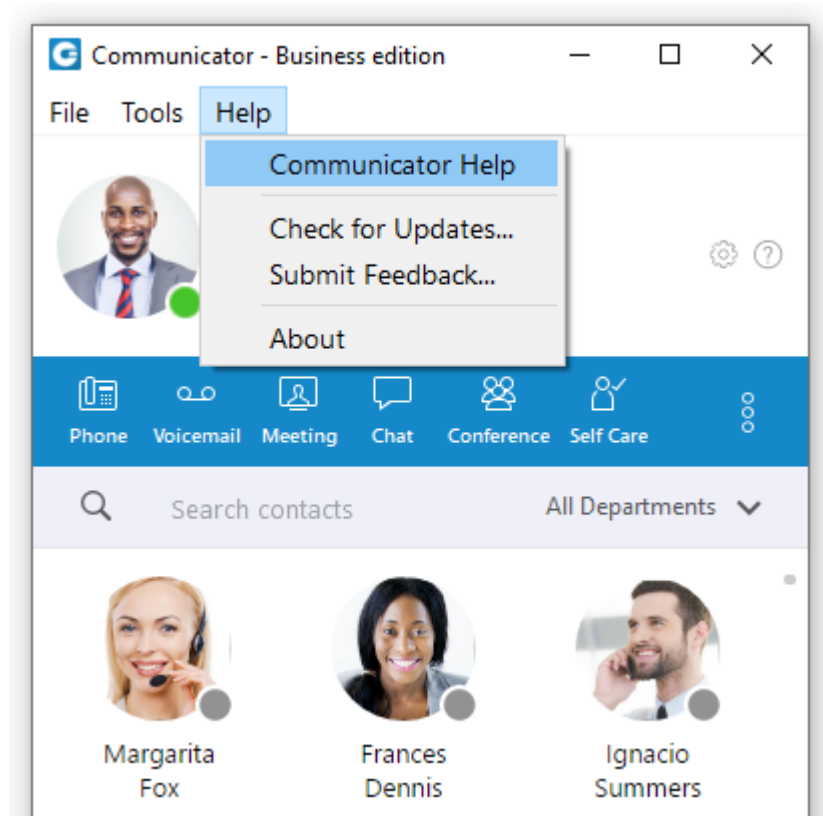 Communicator - Business edition
File Tools Help
Communicator Help
Check for Updates...
Submit Feedback...
About
Phone Voicemail Meeting Chat Conference Self Care
Search contacts All Departments
Margarita Frances Ignacio
Fox Dennis Summers